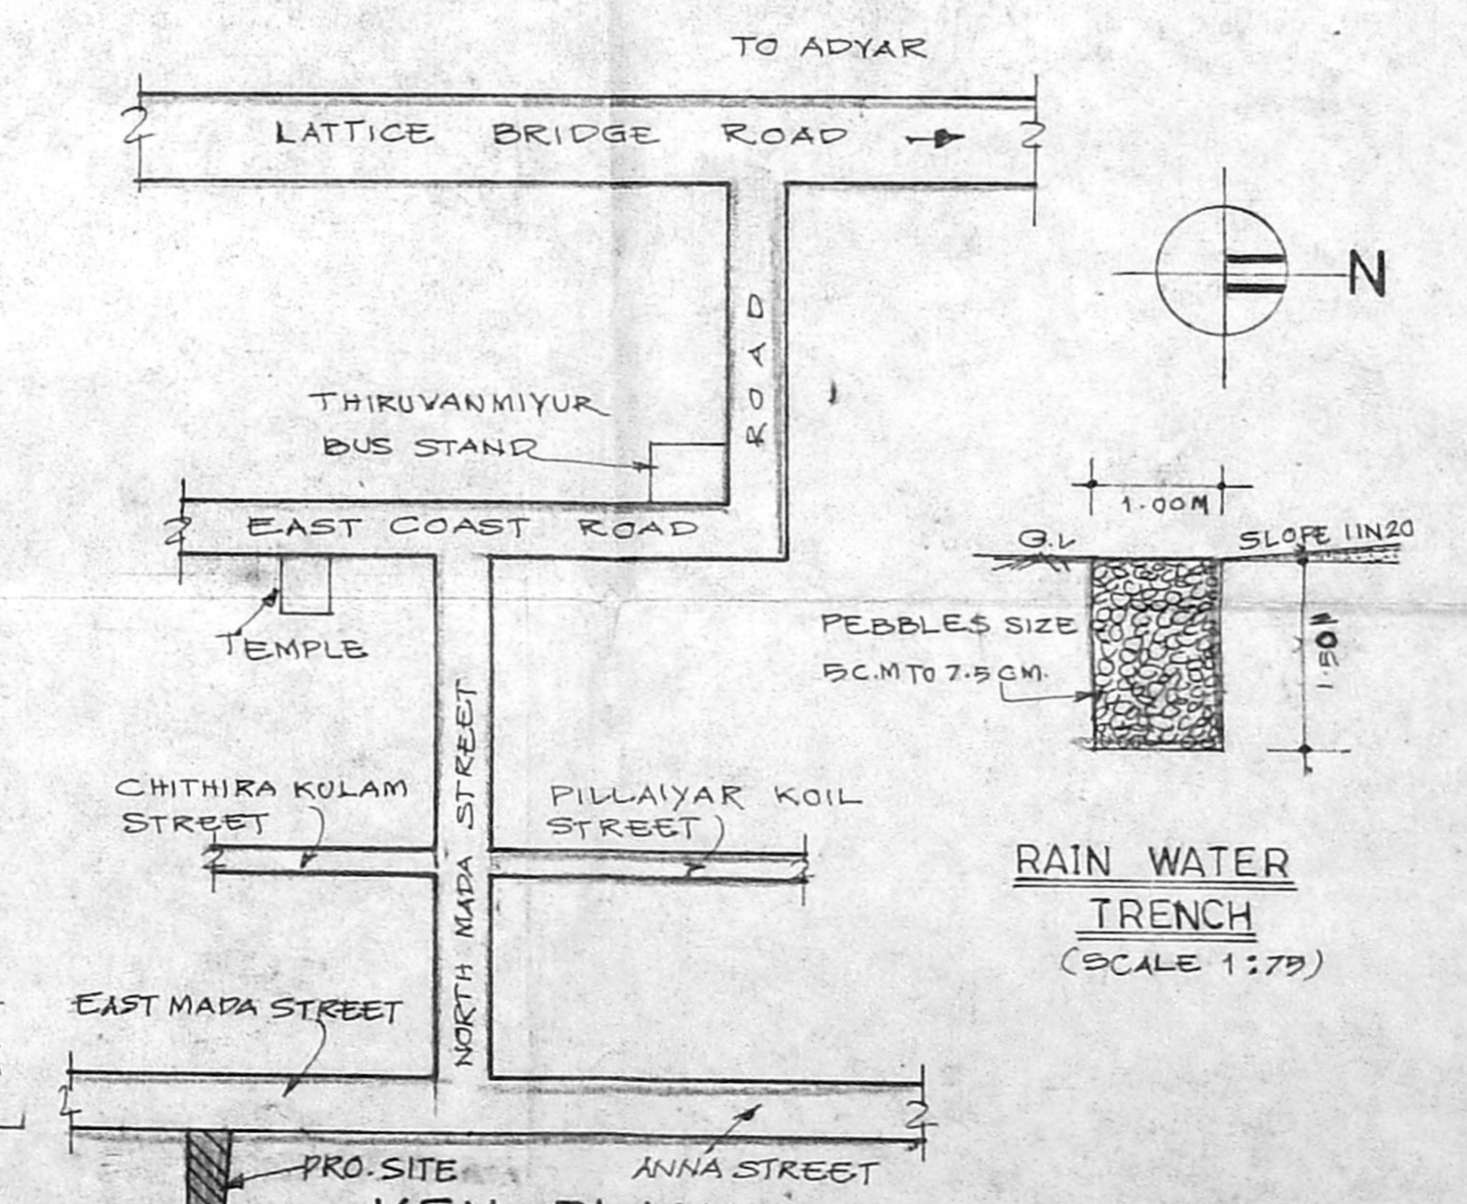 TO ADYAR
LATTICE BRIDGE ROAD
N
ROAD
THIRUVANMIYUR
BUS STAND
EAST COAST ROAD
TEMPLE
1.00M
G.L
SLOPE 1IN20
PEBBLES SIZE
5C.M TO 7.5 CM.
1.50M
NORTH MADA STREET
CHITHIRA KULAM
STREET
PILLAIYAR KOIL
STREET
RAIN WATER
TRENCH
(SCALE 1:75)
EAST MADA STREET
PRO.SITE
ANNA STREET